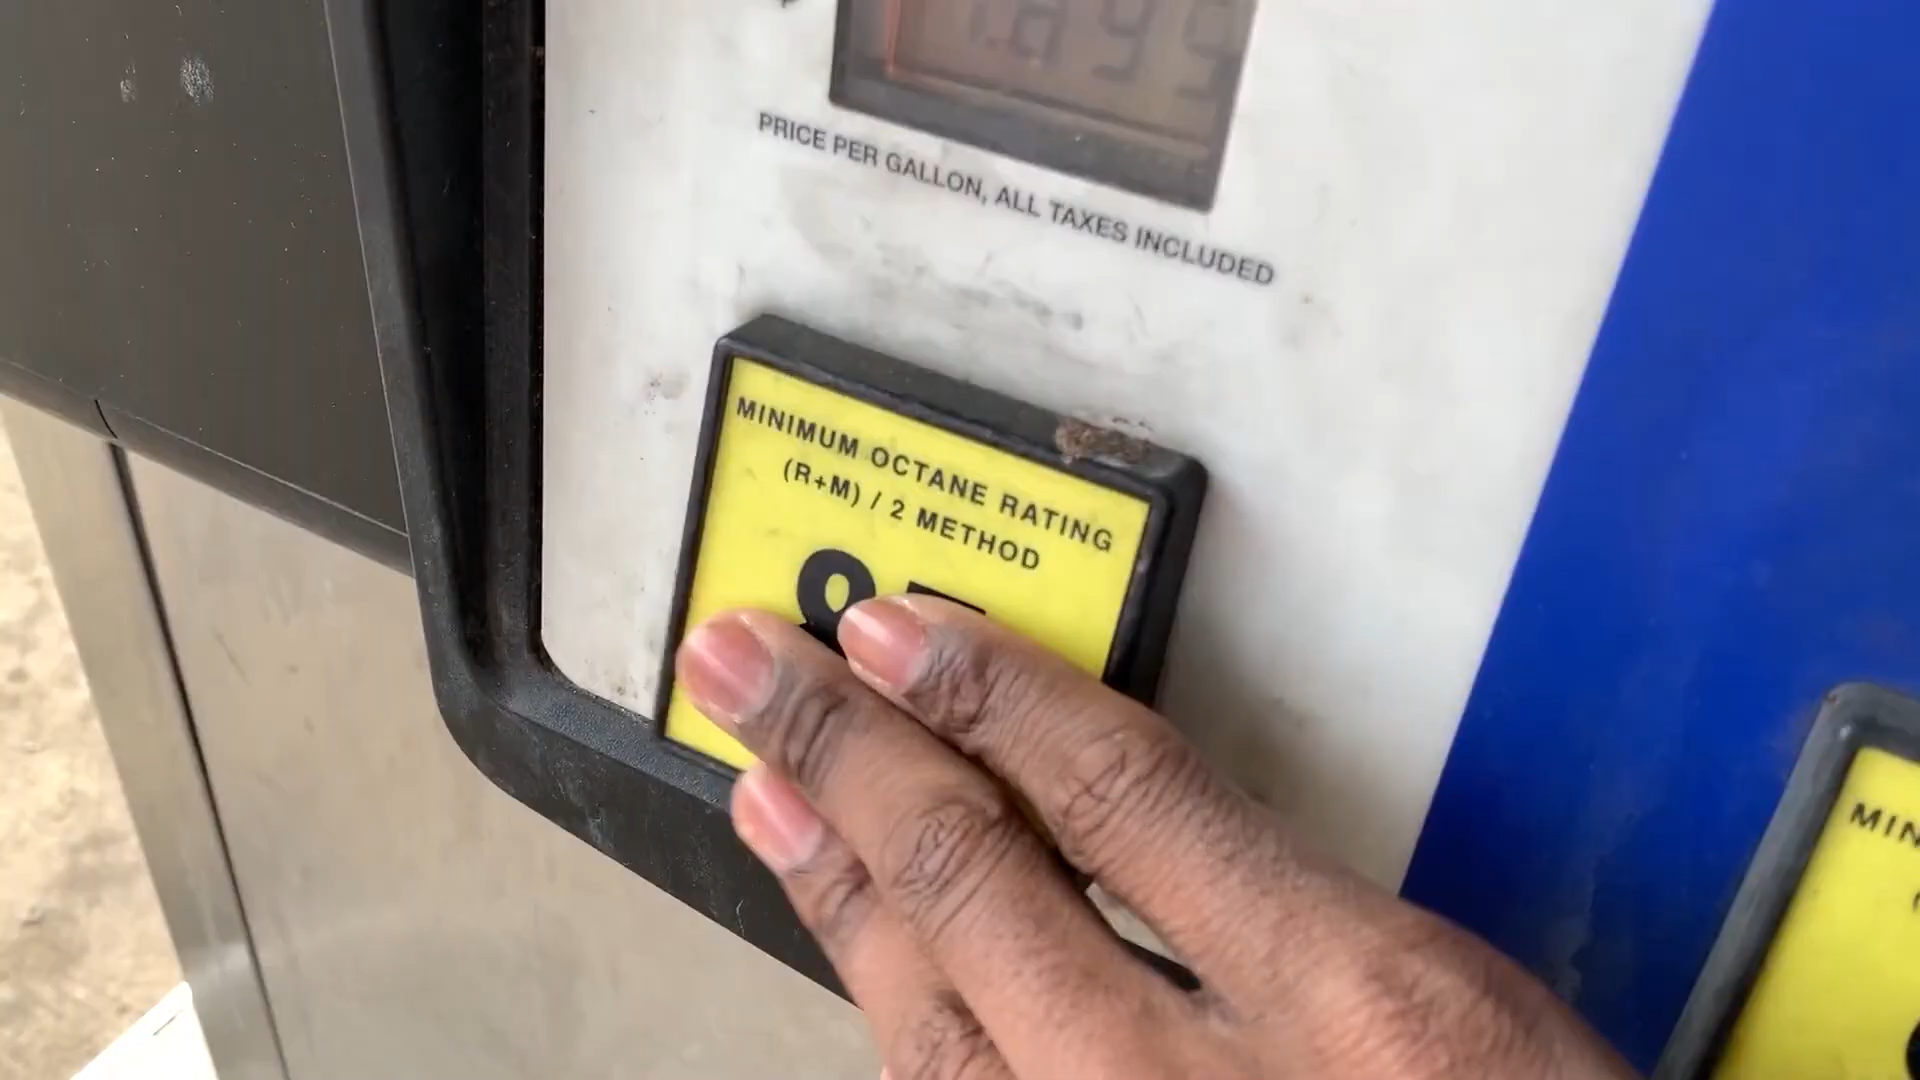 PRICE PER GALLON, ALL TAXES INCLUDED
MINIMUM OCTANE RATING
(R+M) / 2 METHOD